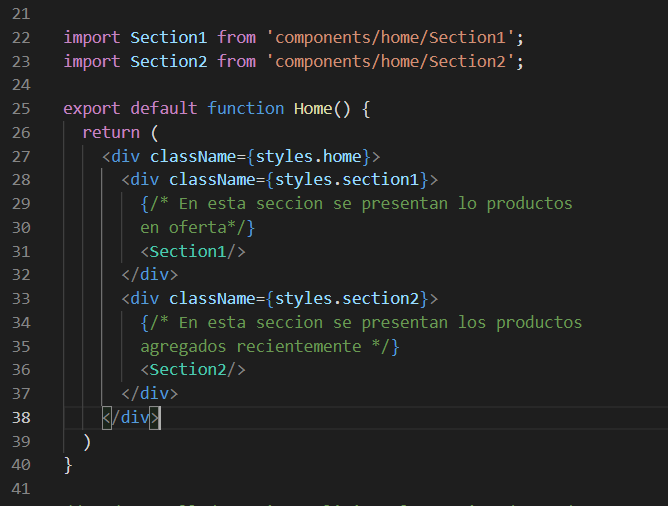 21
22 import Section1 from 'components/home/Section1';
23 import Section2 from 'components/home/Section2';
24
25 export default function Home() {
26 return (
27 <div className={styles.home}>
28 <div className={styles.section1}>
29 {/* En esta seccion se presentan lo productos
30 en oferta*/}
31 <Section1/>
32 </div>
33 <div className={styles.section2}>
34 {/* En esta seccion se presentan los productos
35 agregados recientemente */}
36 <Section2/>
37 </div>
38 </div>
39 )
40 }
41